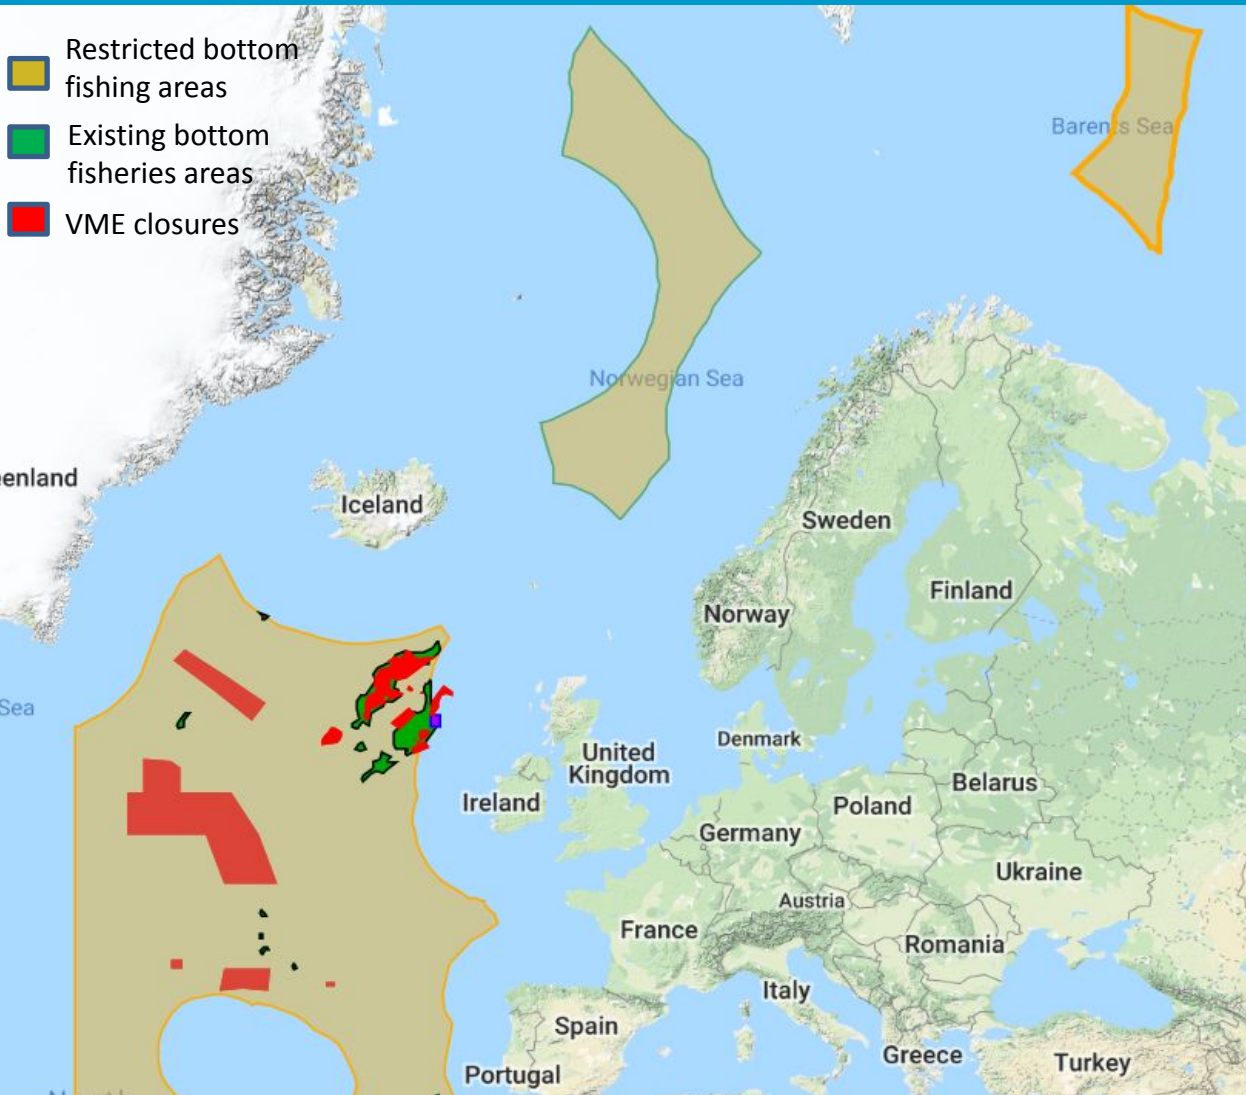 Restricted bottom
fishing areas
Existing bottom
fisheries areas
VME closures
Barents Sea
Norwegian Sea
eenland
Iceland
Sweden
Finland
Norway
Sea
Denmark
United
Kingdom
Ireland
Belarus
Poland
Germany
Ukraine
Austria
France
Romania
Italy
Spain
Greece
Turkey
Portugal